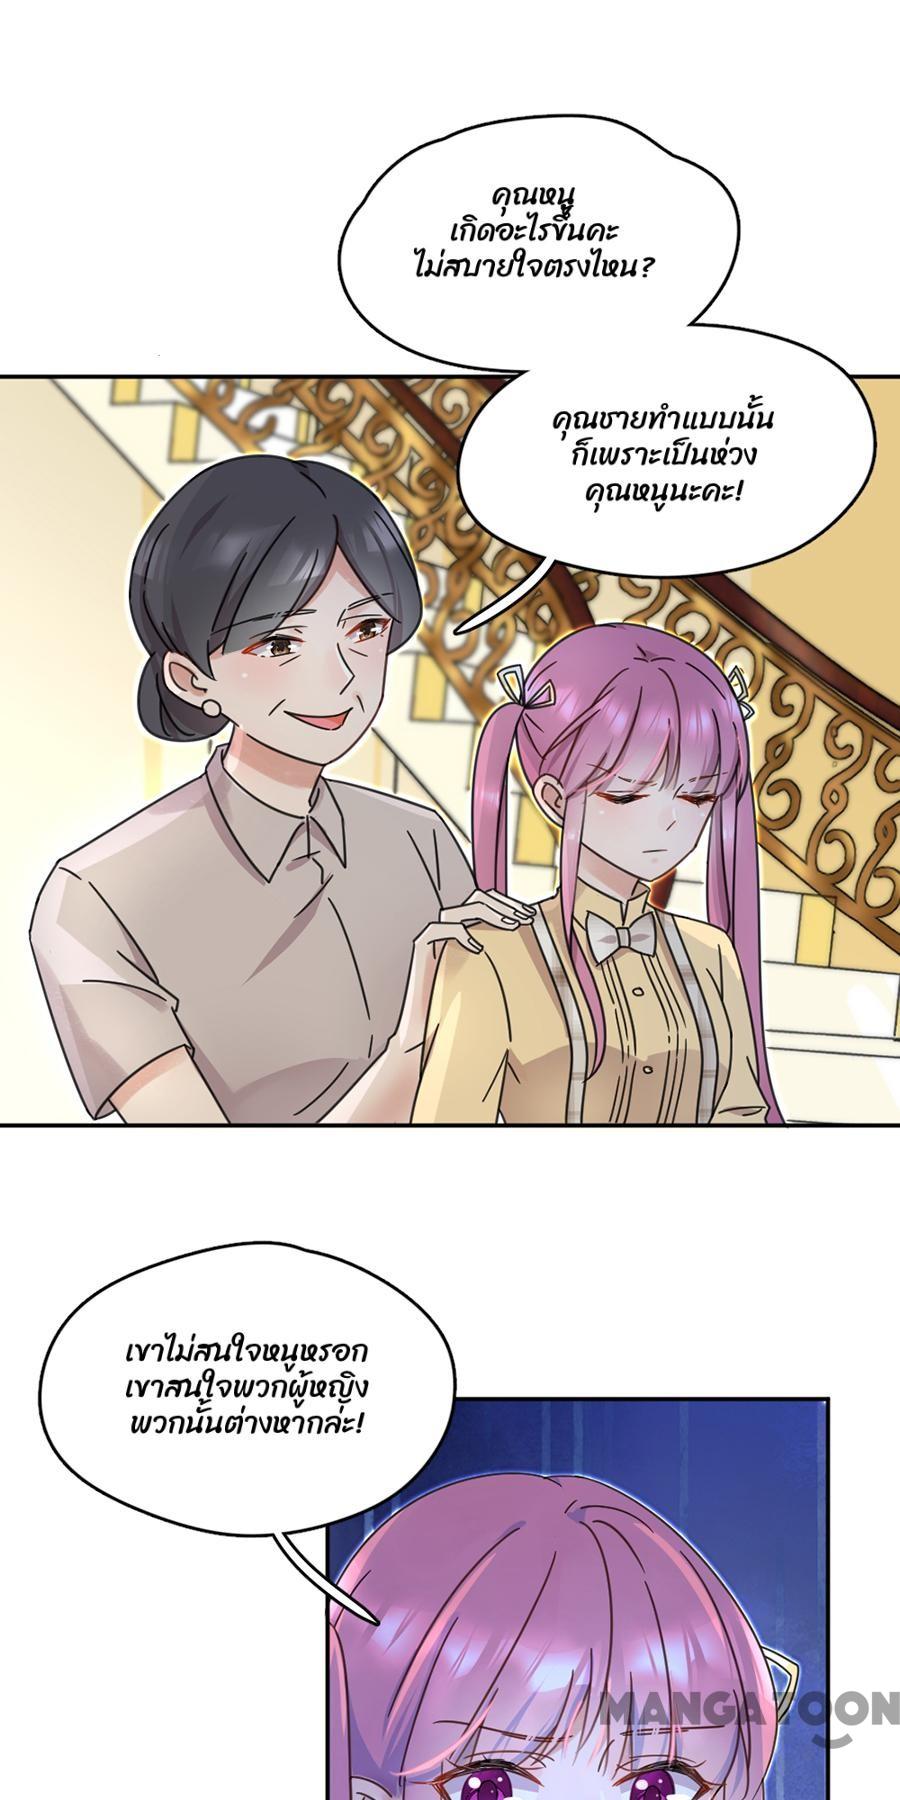 คุณหนู
เกิดอะไรขึ้นคะ
ไม่สบายใจตรงไหน?
คุณชายทำแบบนั้น
ก็เพราะเป็นห่วง
คุณหนูนะคะ!
เขาไม่สนใจหนูหรอก
เขาสนใจพวกผู้หญิง
พวกนั้นต่างหากล่ะ!
MANGATOON